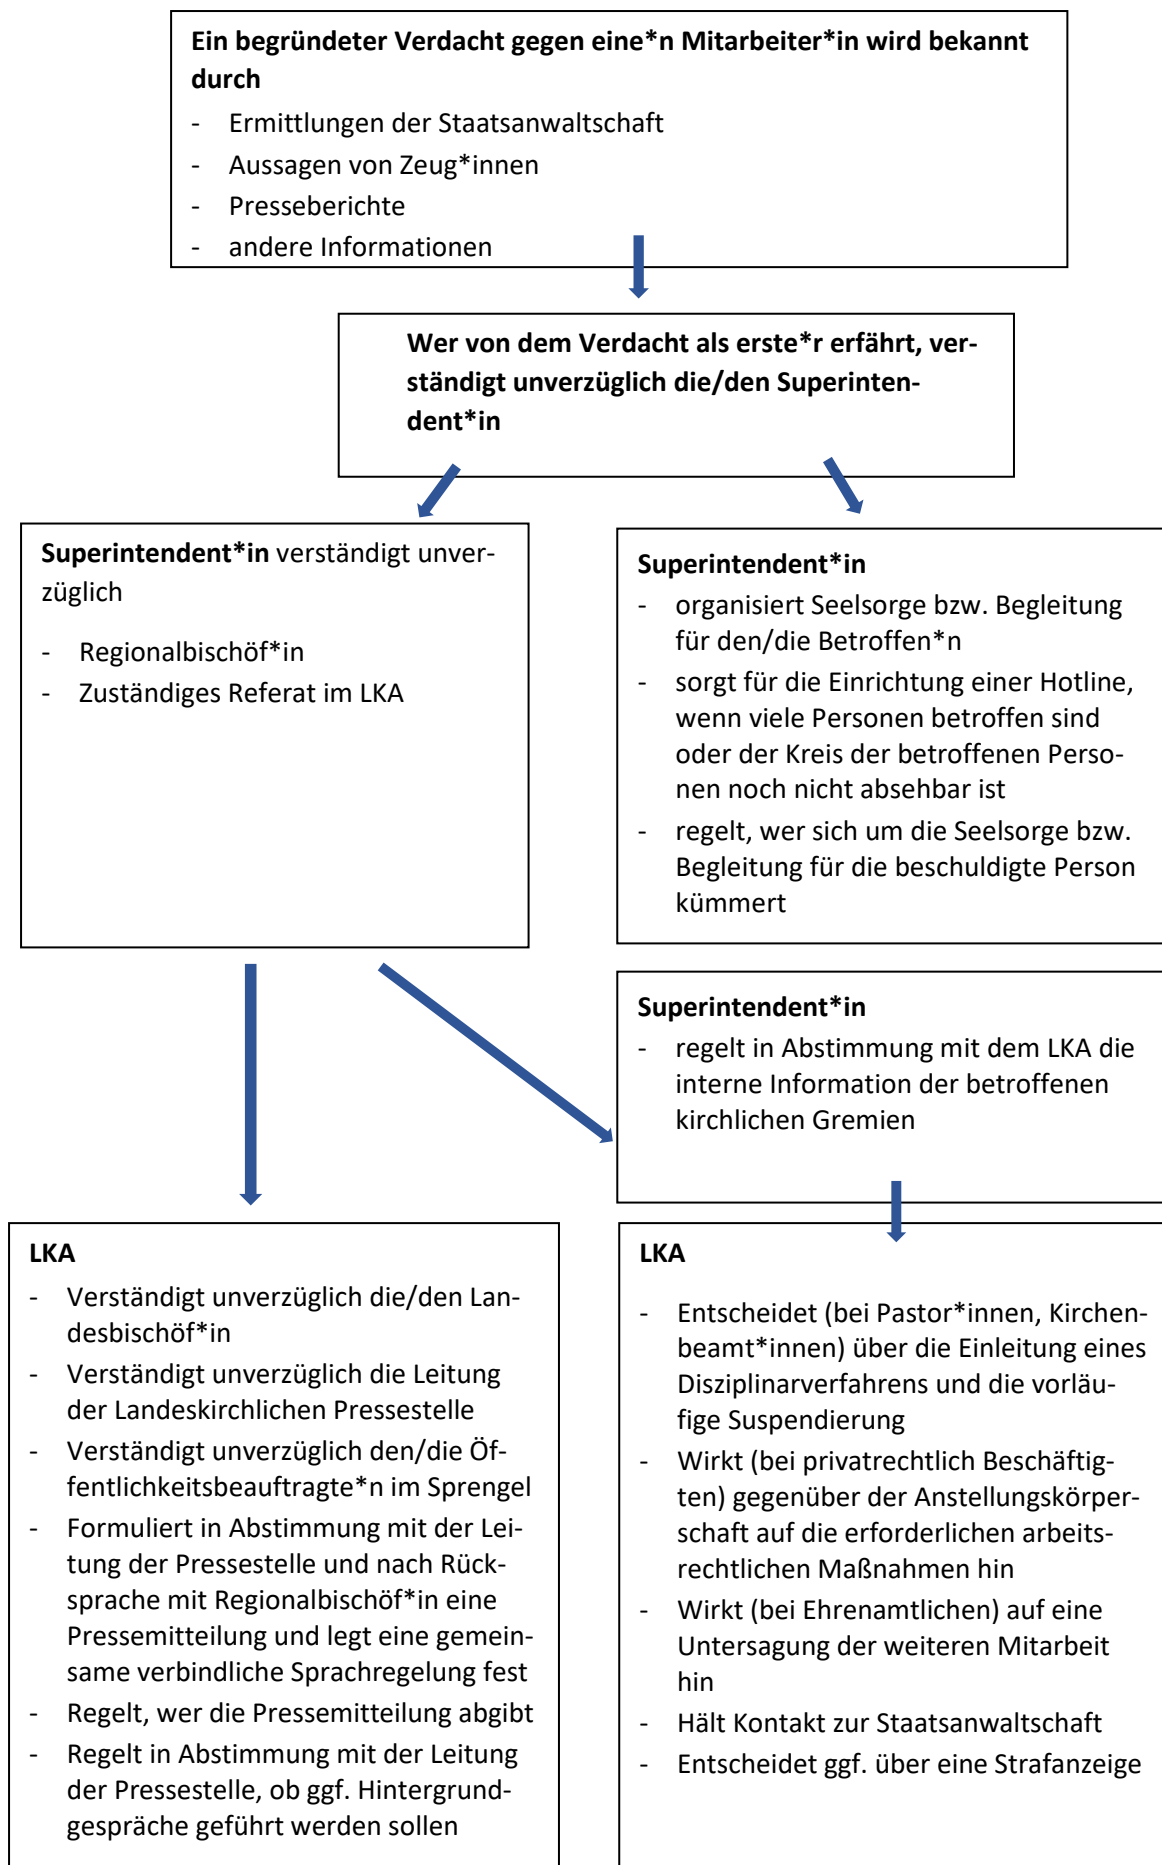 Ein begründeter Verdacht gegen eine*n Mitarbeiter*in wird bekannt
durch
- Ermittlungen der Staatsanwaltschaft
- Aussagen von Zeug*innen
- Presseberichte
- andere Informationen
Wer von dem Verdacht als erste*r erfährt, ver-
ständigt unverzüglich die/den Superinten-
dent*in
Superintendent*in verständigt unver-
züglich
- Regionalbischöf*in
- Zuständiges Referat im LKA
Superintendent*in
- organisiert Seelsorge bzw. Begleitung
für den/die Betroffen*n
- sorgt für die Einrichtung einer Hotline,
wenn viele Personen betroffen sind
oder der Kreis der betroffenen Perso-
nen noch nicht absehbar ist
- regelt, wer sich um die Seelsorge bzw.
Begleitung für die beschuldigte Person
kümmert
Superintendent*in
- regelt in Abstimmung mit dem LKA die
interne Information der betroffenen
kirchlichen Gremien
LKA
- Verständigt unverzüglich die/den Lan-
desbischöf*in
- Verständigt unverzüglich die Leitung
der Landeskirchlichen Pressestelle
- Verständigt unverzüglich den/die Öf-
fentlichkeitsbeauftragte*n im Sprengel
- Formuliert in Abstimmung mit der Lei-
tung der Pressestelle und nach Rück-
sprache mit Regionalbischöf*in eine
Pressemitteilung und legt eine gemein-
same verbindliche Sprachregelung fest
- Regelt, wer die Pressemitteilung abgibt
- Regelt in Abstimmung mit der Leitung
der Pressestelle, ob ggf. Hintergrund-
gespräche geführt werden sollen
LKA
- Entscheidet (bei Pastor*innen, Kirchen-
beamt*innen) über die Einleitung eines
Disziplinarverfahrens und die vorläu-
fige Suspendierung
- Wirkt (bei privatrechtlich Beschäftig-
ten) gegenüber der Anstellungskörper-
schaft auf die erforderlichen arbeits-
rechtlichen Maßnahmen hin
- Wirkt (bei Ehrenamtlichen) auf eine
Untersagung der weiteren Mitarbeit
hin
- Hält Kontakt zur Staatsanwaltschaft
- Entscheidet ggf. über eine Strafanzeige